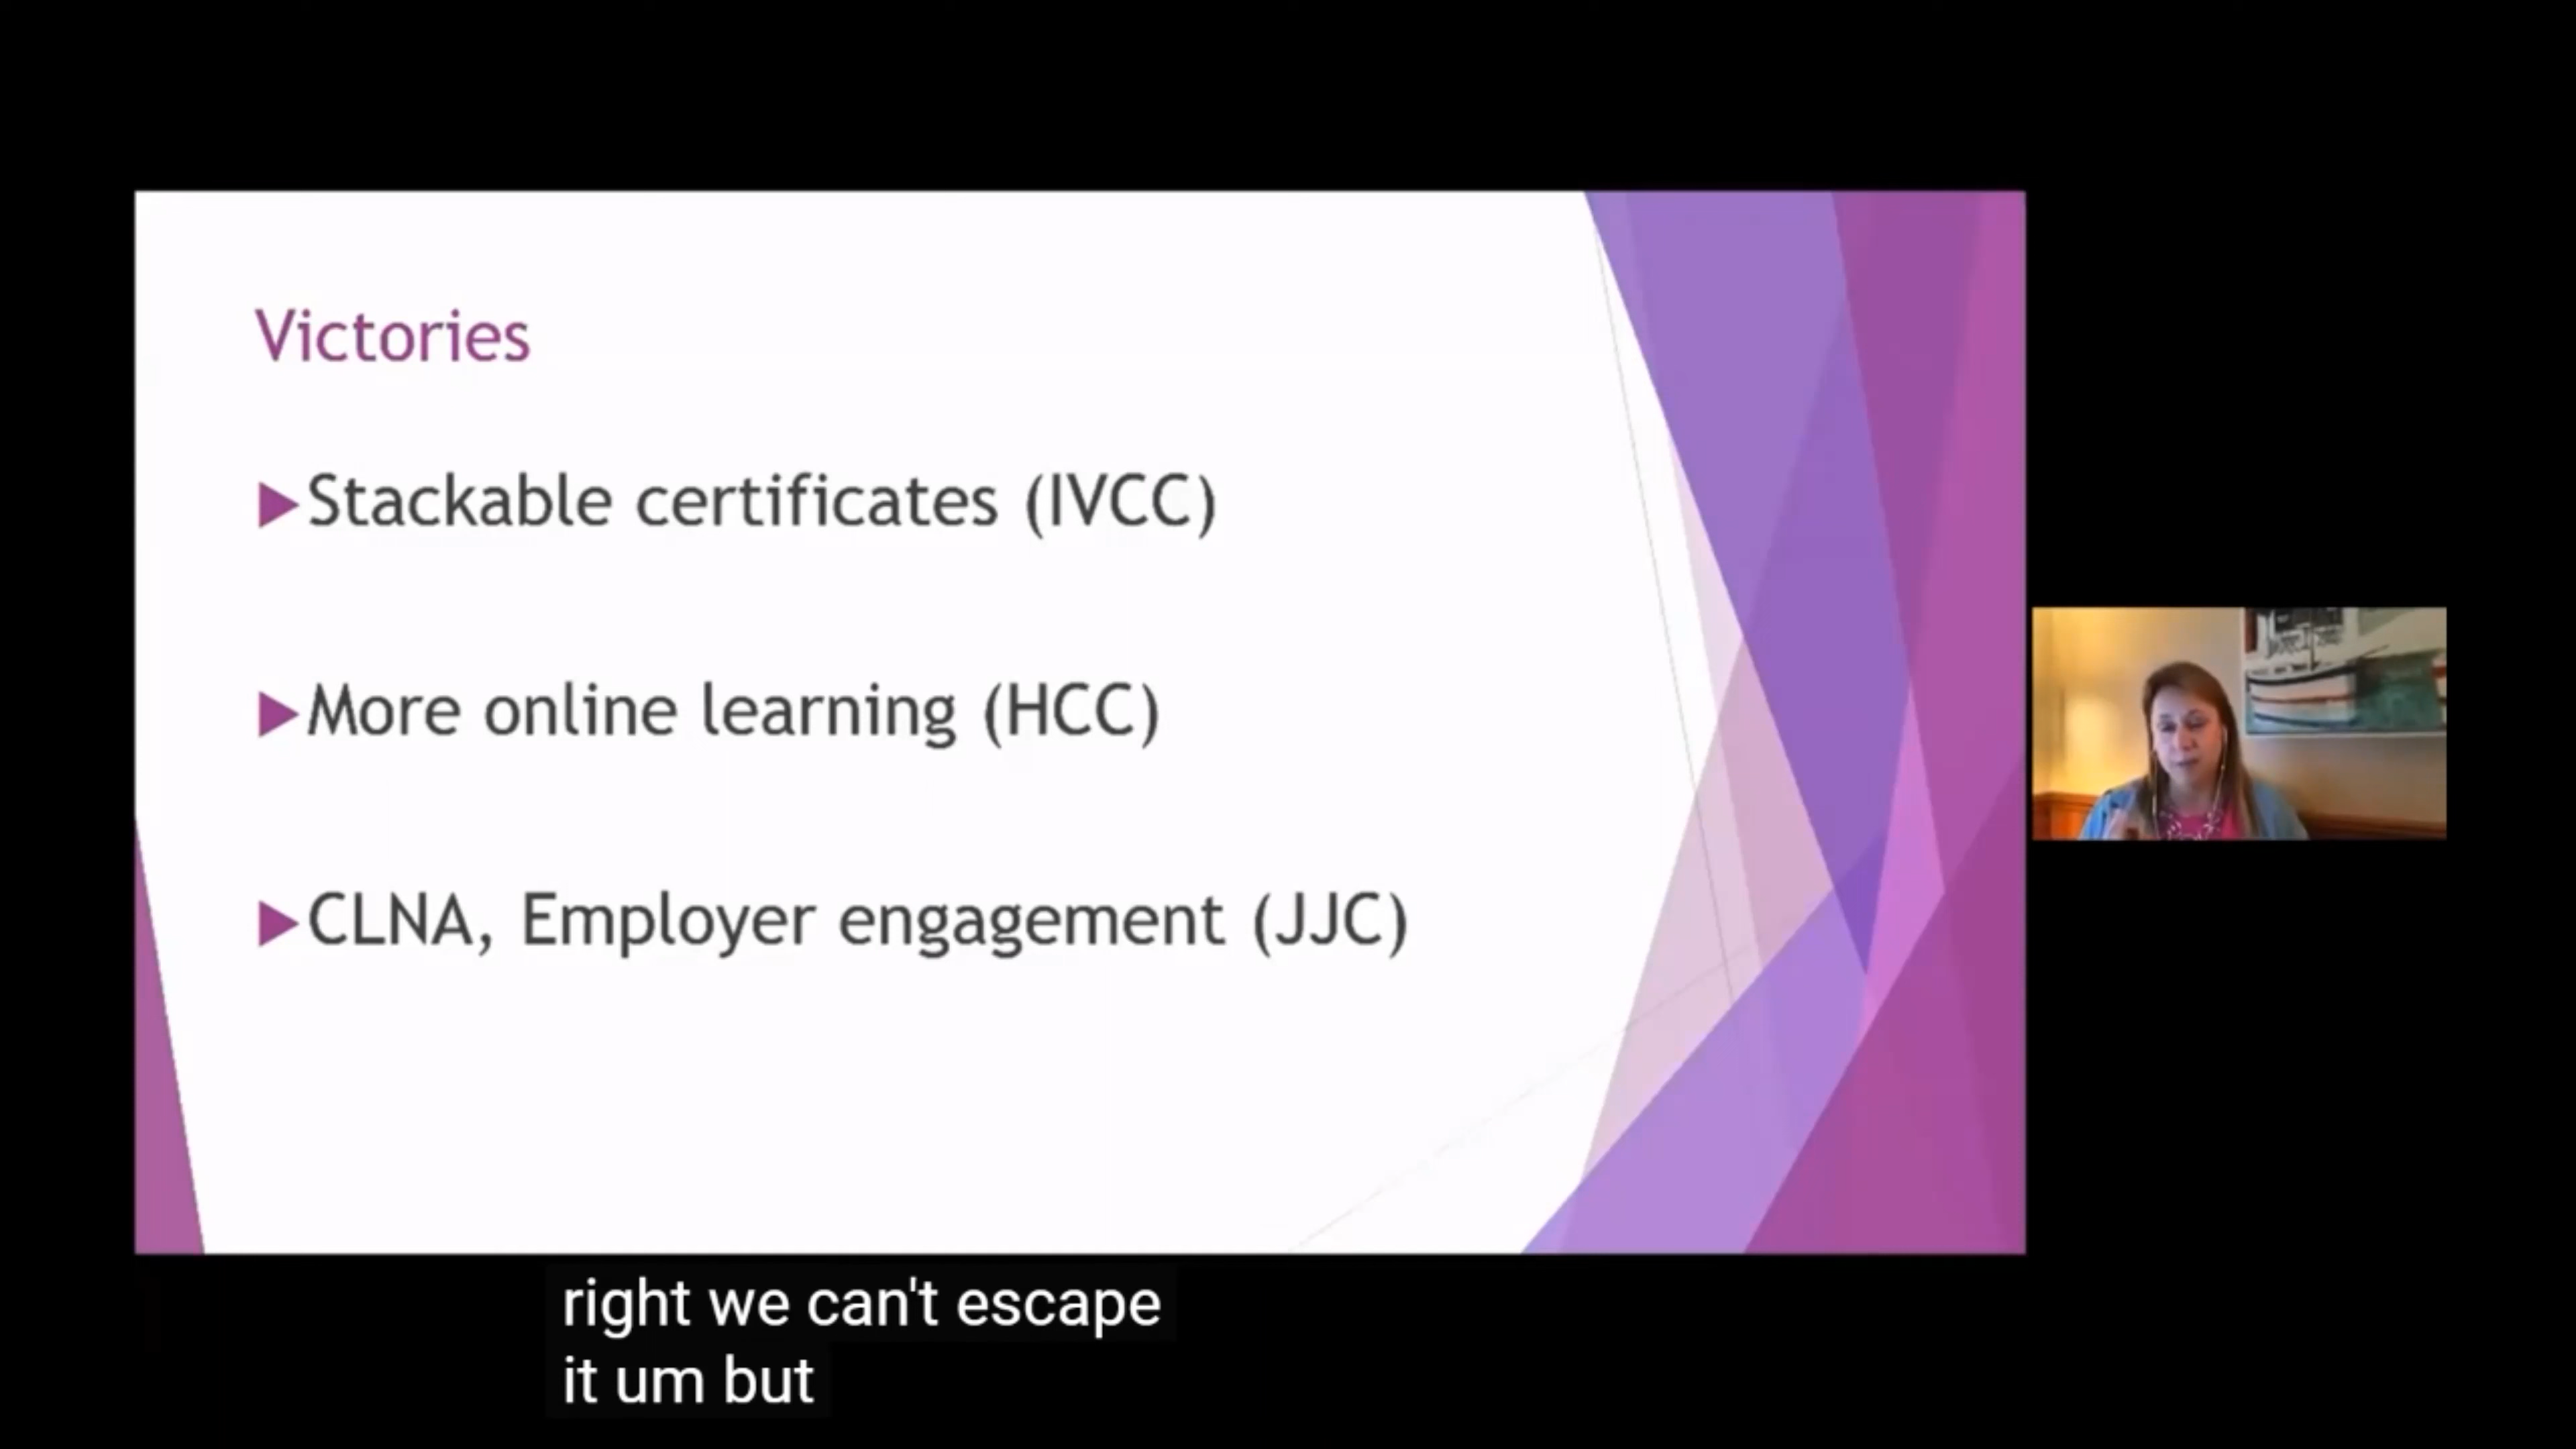 Victories
Stackable certificates (IVCC)
More online learning (HCC)
CLNA, Employer engagement (JJC)
right we can't escape
it um but